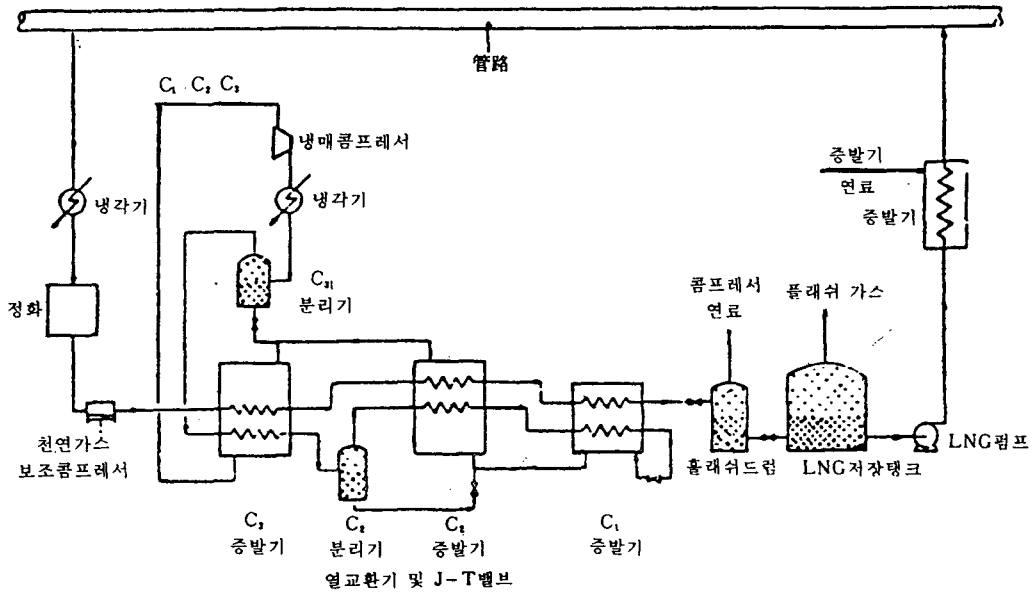 管路
C₁ C₂ C₃
냉매콤프레서
냉각기
냉각기
C₃
분리기
정화
천연가스
보조콤프레서
증발기
연료
증발기
콤프레서
연료
플래쉬 가스
훌래쉬드럼
LNG저장탱크
LNG펌프
C₃
증발기
C₂
분리기
C₂
증발기
C₁
증발기
열교환기 및 J-T밸브